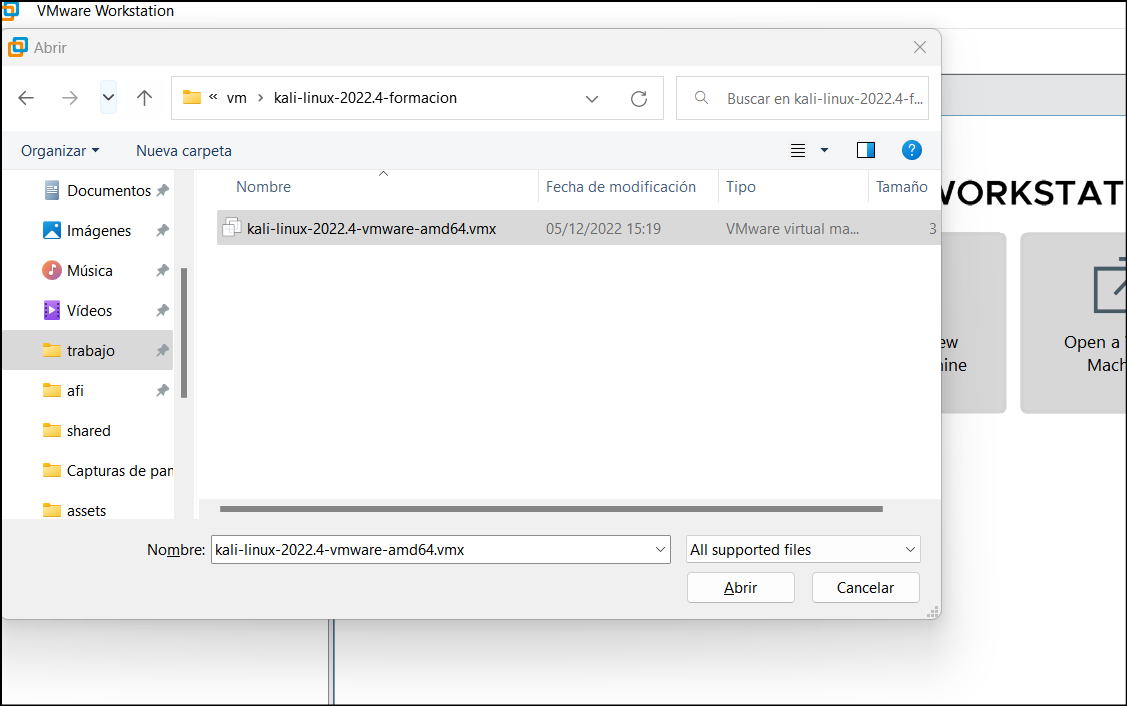 VMware Workstation
Abrir
« vm > kali-linux-2022.4-formacion
Buscar en kali-linux-2022.4-f...
Organizar
Nueva carpeta
Nombre
Fecha de modificación
Tipo
Tamaño
kali-linux-2022.4-vmware-amd64.vmx
05/12/2022 15:19
VMware virtual ma...
3
Documentos
Imágenes
Música
Vídeos
trabajo
afi
shared
Capturas de pan
assets
WORKSTAT
ew
ine
Open a
Mach
Nombre:
kali-linux-2022.4-vmware-amd64.vmx
All supported files
Abrir
Cancelar